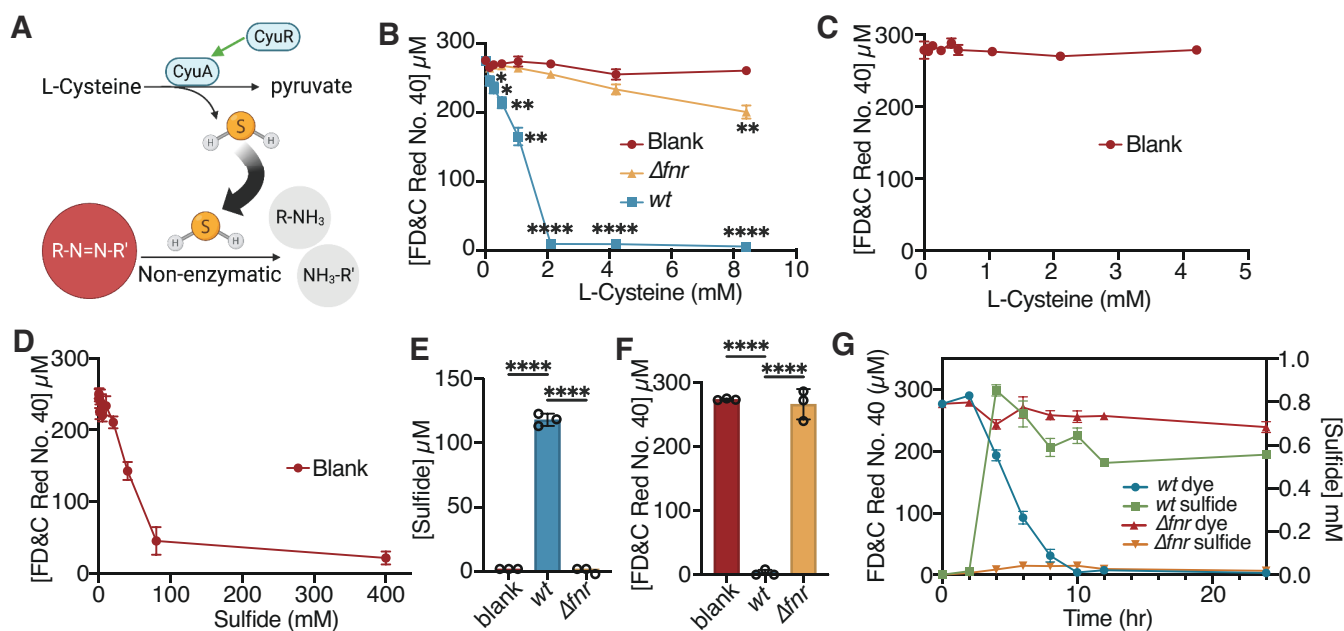 A
CyuR
CyuA
L-Cysteine
pyruvate
S
H
H
S
H
H
R-N=N-R'
Non-enzymatic
R-NH3
NH3-R'
B
[FD&C Red No. 40] µM
300
200
100
0
*
*
**
**
**
****
****
****
Blank
Δfnr
wt
0
2
4
6
8
10
L-Cysteine (mM)
C
[FD&C Red No. 40] µM
300
200
100
0
Blank
0
1
2
3
4
5
L-Cysteine (mM)
D
[FD&C Red No. 40] µM
300
200
100
0
Blank
0
100
200
300
400
Sulfide (mM)
E
[Sulfide] µM
150
100
50
0
****
****
blank
wt
Δfnr
F
[FD&C Red No. 40] µM
300
200
100
0
****
****
blank
wt
Δfnr
G
FD&C Red No. 40 (µM)
300
200
100
0
1.0
0.8
0.6
0.4
0.2
0.0
[Sulfide] mM
wt dye
wt sulfide
Δfnr dye
Δfnr sulfide
0
10
20
Time (hr)